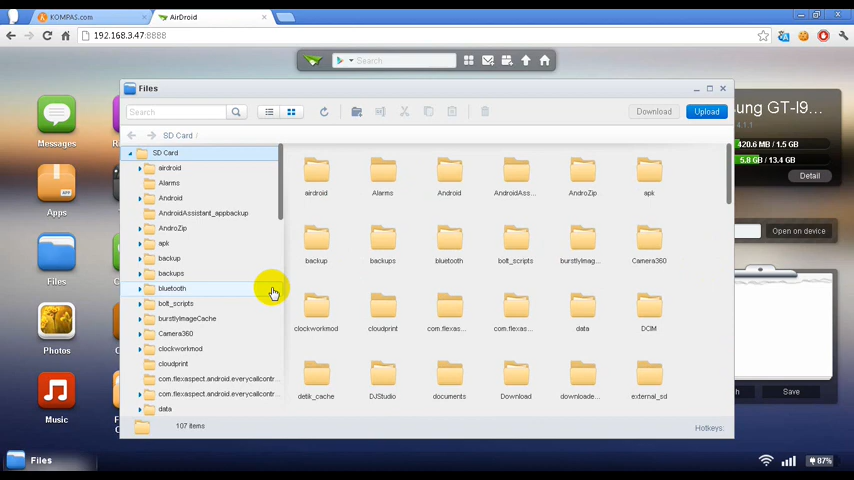 KOMPAS.com
AirDroid
192.168.3.47:8888
Search
Files
sung GT-I9...
4.1.1
Search
Download
Upload
420.6 MB / 1.5 GB
5.8 GB / 13.4 GB
Detail
SD Card /
SD Card
airdroid
Alarms
Android
AndroidAssistant_appbackup
AndroZip
apk
backup
backups
bluetooth
bolt_scripts
burstlyImageCache
Camera360
clockworkmod
cloudprint
com.flexaspect.android.everycallcontr...
com.flexaspect.android.everycallcontr...
data
airdroid
Alarms
Android
AndroidAss...
AndroZip
apk
backup
backups
bluetooth
bolt_scripts
burstlyImag...
Camera360
clockworkmod
cloudprint
com.flexas...
com.flexas...
data
DCIM
detik_cache
DJStudio
documents
Download
downloade...
external_sd
107 items
Hotkeys:
Messages
Apps
Files
Photos
Music
Open on device
Save
Files
87%